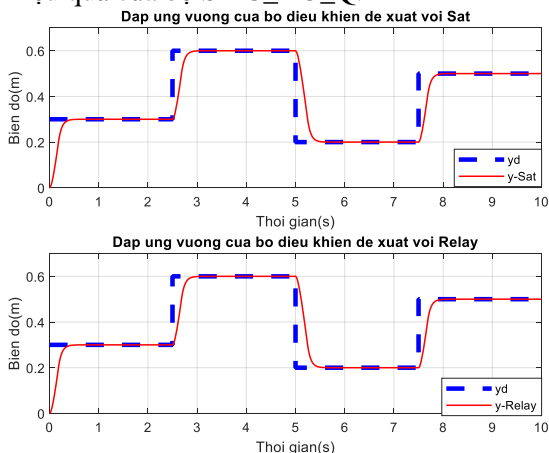 Dap ung vuong cua bo dieu khien de xuat voi Sat
Bien do(m)
0.6
0.4
0.2
0
0 1 2 3 4 5 6 7 8 9 10
yd
y-Sat
Thoi gian(s)
Dap ung vuong cua bo dieu khien de xuat voi Relay
Bien do(m)
0.6
0.4
0.2
0
0 1 2 3 4 5 6 7 8 9 10
yd
y-Relay
Thoi gian(s)